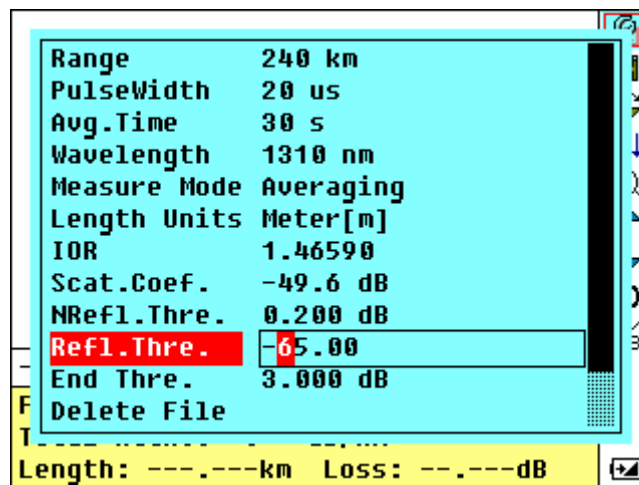 Range 240 km
PulseWidth 20 us
Avg.Time 30 s
Wavelength 1310 nm
Measure Mode Averaging
Length Units Meter[m]
IOR 1.46590
Scat.Coef. -49.6 dB
NRefl.Thre. 0.200 dB
Refl.Thre. -65.00
End Thre. 3.000 dB
Delete File
Length: ---.---km Loss: --.---dB